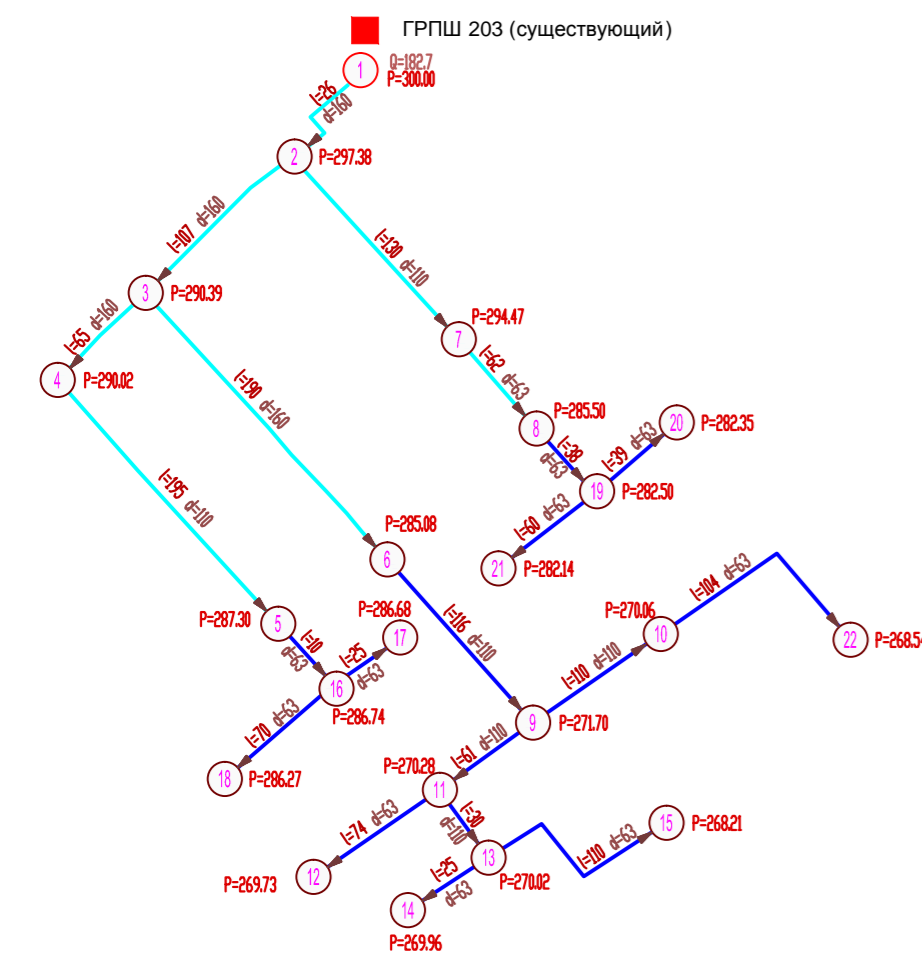 ГРПШ 203 (существующий)
1
Q=182.7
P=300.00
l=26
d=160
2
P=297.38
l=107 d=160
l=130 d=110
3
P=290.39
l=65 d=160
4
P=290.02
l=190 d=160
7
P=294.47
l=62 d=63
8
P=285.50
l=38
d=63
l=39 d=63
20
P=282.35
19
P=282.50
l=60 d=63
21
P=282.14
l=195 d=110
6
P=285.08
5
P=287.30
l=10
d=63
16
P=286.74
l=25
d=63
17
P=286.68
l=70 d=63
18
P=286.27
l=116 d=110
9
P=271.70
l=110 d=110
10
P=270.06
l=104 d=63
22
P=268.54
l=61 d=110
11
P=270.28
l=74 d=63
12
P=269.73
l=30
d=110
13
P=270.02
l=25
d=63
14
P=269.96
l=110 d=63
15
P=268.21